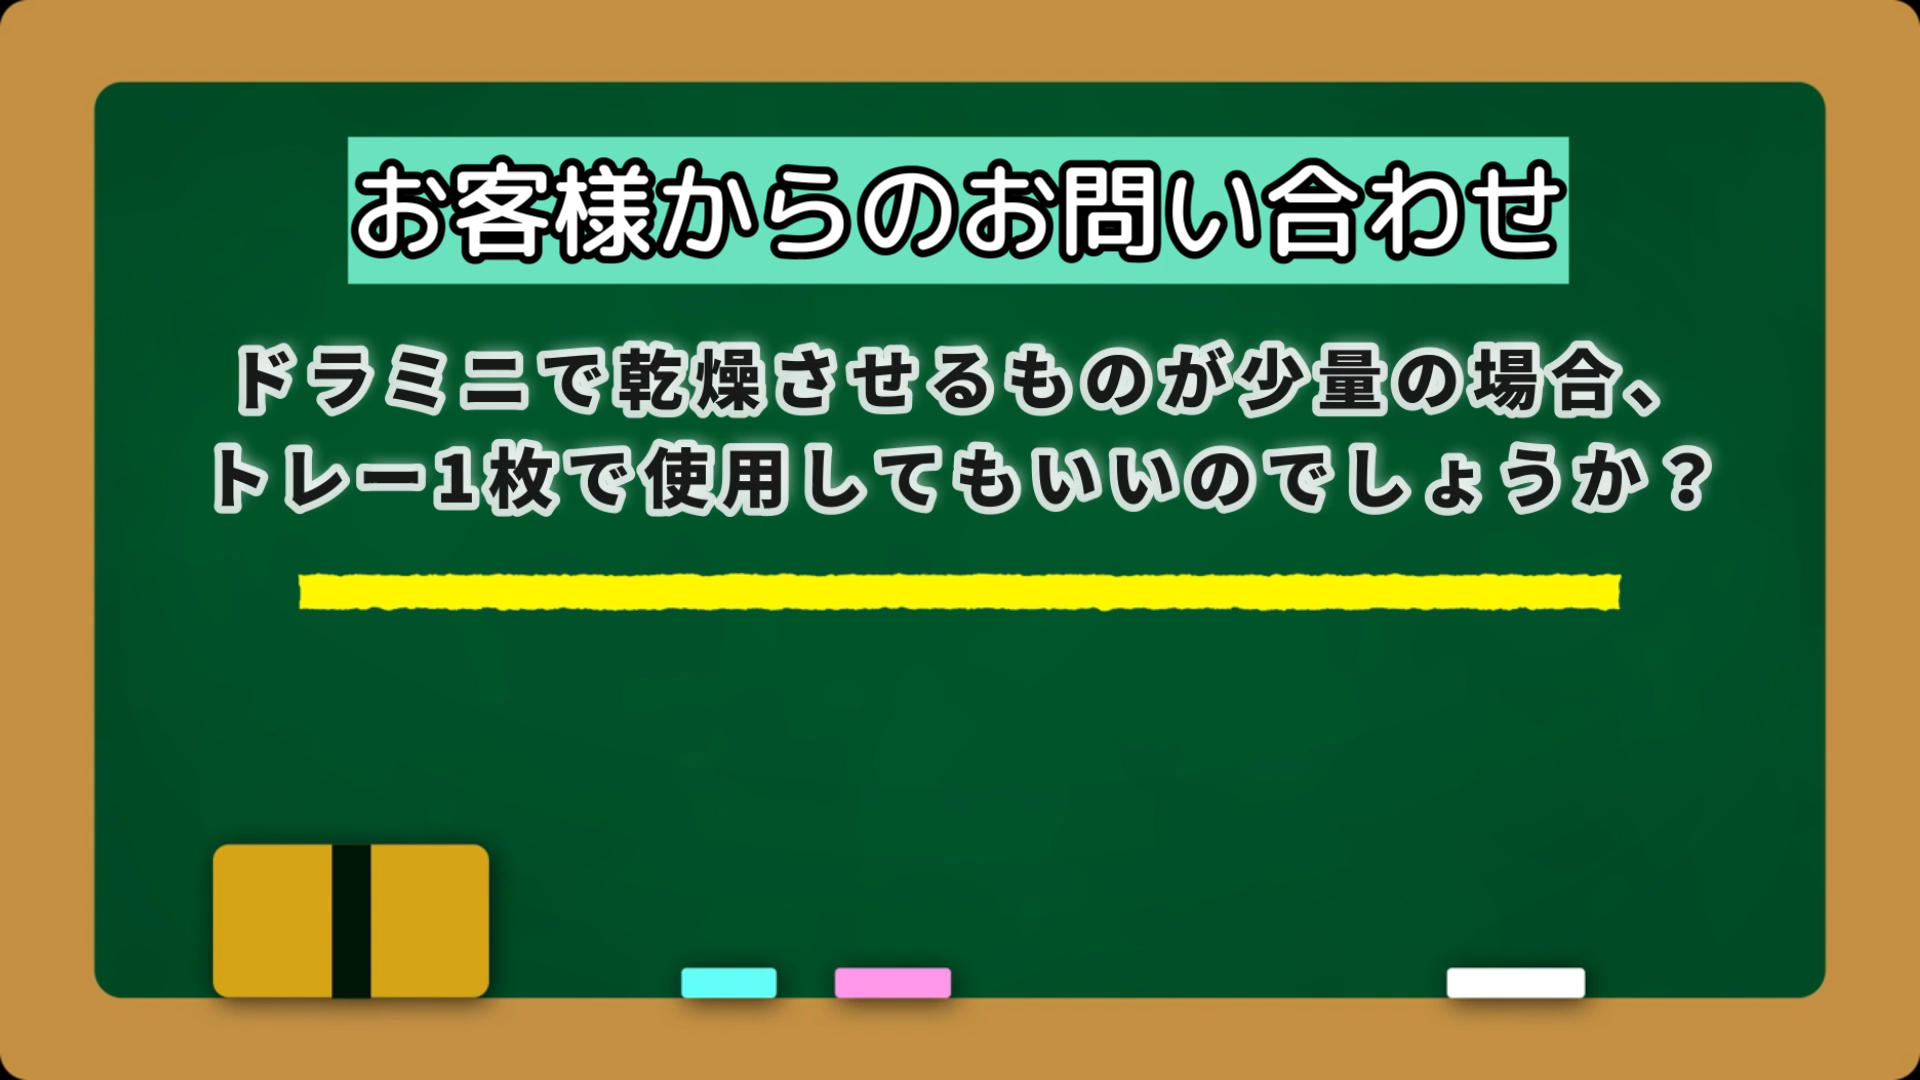 お客様からのお問い合わせ
ドラミニで乾燥させるものが少量の場合、
トレー1枚で使用してもいいのでしょうか？